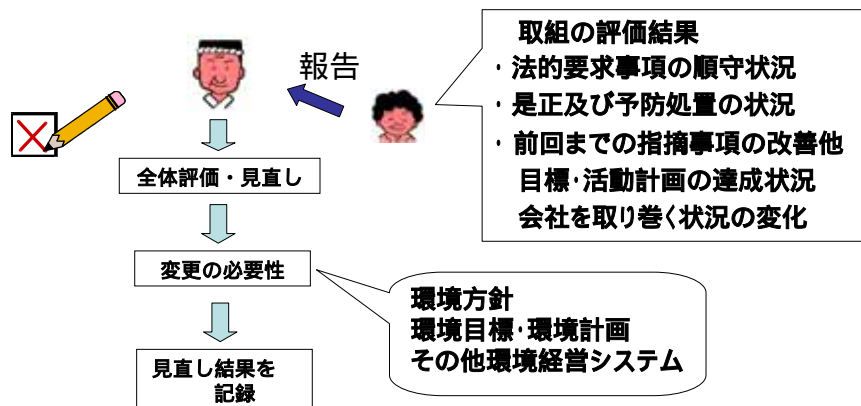 報告
取組の評価結果
・法的要求事項の順守状況
・是正及び予防処置の状況
・前回までの指摘事項の改善他
目標・活動計画の達成状況
会社を取り巻く状況の変化
全体評価・見直し
変更の必要性
環境方針
環境目標・環境計画
その他環境経営システム
見直し結果を
記録